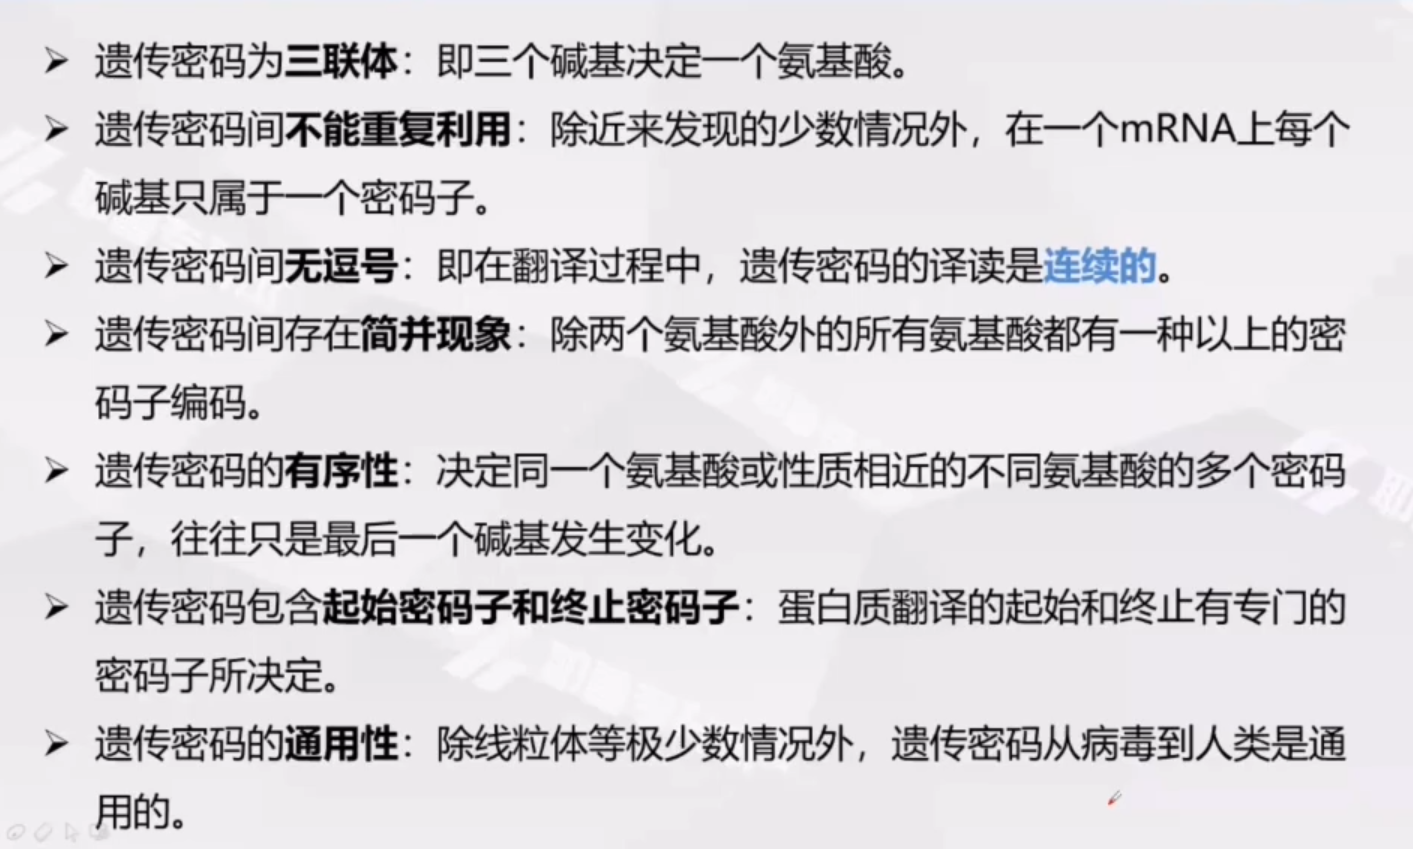 ➢ 遗传密码为三联体：即三个碱基决定一个氨基酸。
➢ 遗传密码间不能重复利用：除近来发现的少数情况外，在一个mRNA上每个
碱基只属于一个密码子。
➢ 遗传密码间无逗号：即在翻译过程中，遗传密码的译读是连续的。
➢ 遗传密码间存在简并现象：除两个氨基酸外的所有氨基酸都有一种以上的密
码子编码。
➢ 遗传密码的有序性：决定同一个氨基酸或性质相近的不同氨基酸的多个密码
子，往往只是最后一个碱基发生变化。
➢ 遗传密码包含起始密码子和终止密码子：蛋白质翻译的起始和终止有专门的
密码子所决定。
➢ 遗传密码的通用性：除线粒体等极少数情况外，遗传密码从病毒到人类是通
用的。